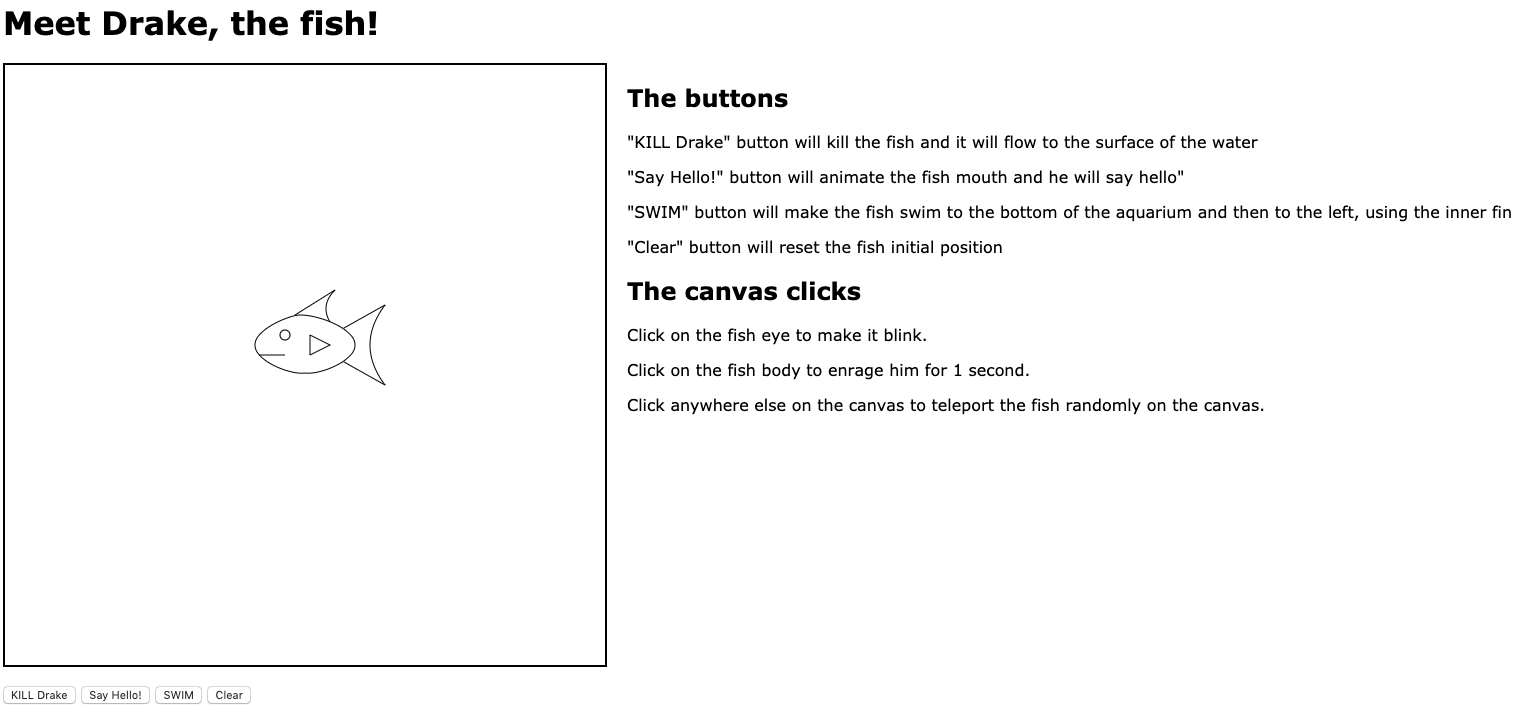 Meet Drake, the fish!
The buttons
"KILL Drake" button will kill the fish and it will flow to the surface of the water
"Say Hello!" button will animate the fish mouth and he will say hello"
"SWIM" button will make the fish swim to the bottom of the aquarium and then to the left, using the inner fin
"Clear" button will reset the fish initial position
The canvas clicks
Click on the fish eye to make it blink.
Click on the fish body to enrage him for 1 second.
Click anywhere else on the canvas to teleport the fish randomly on the canvas.
KILL Drake Say Hello! SWIM Clear